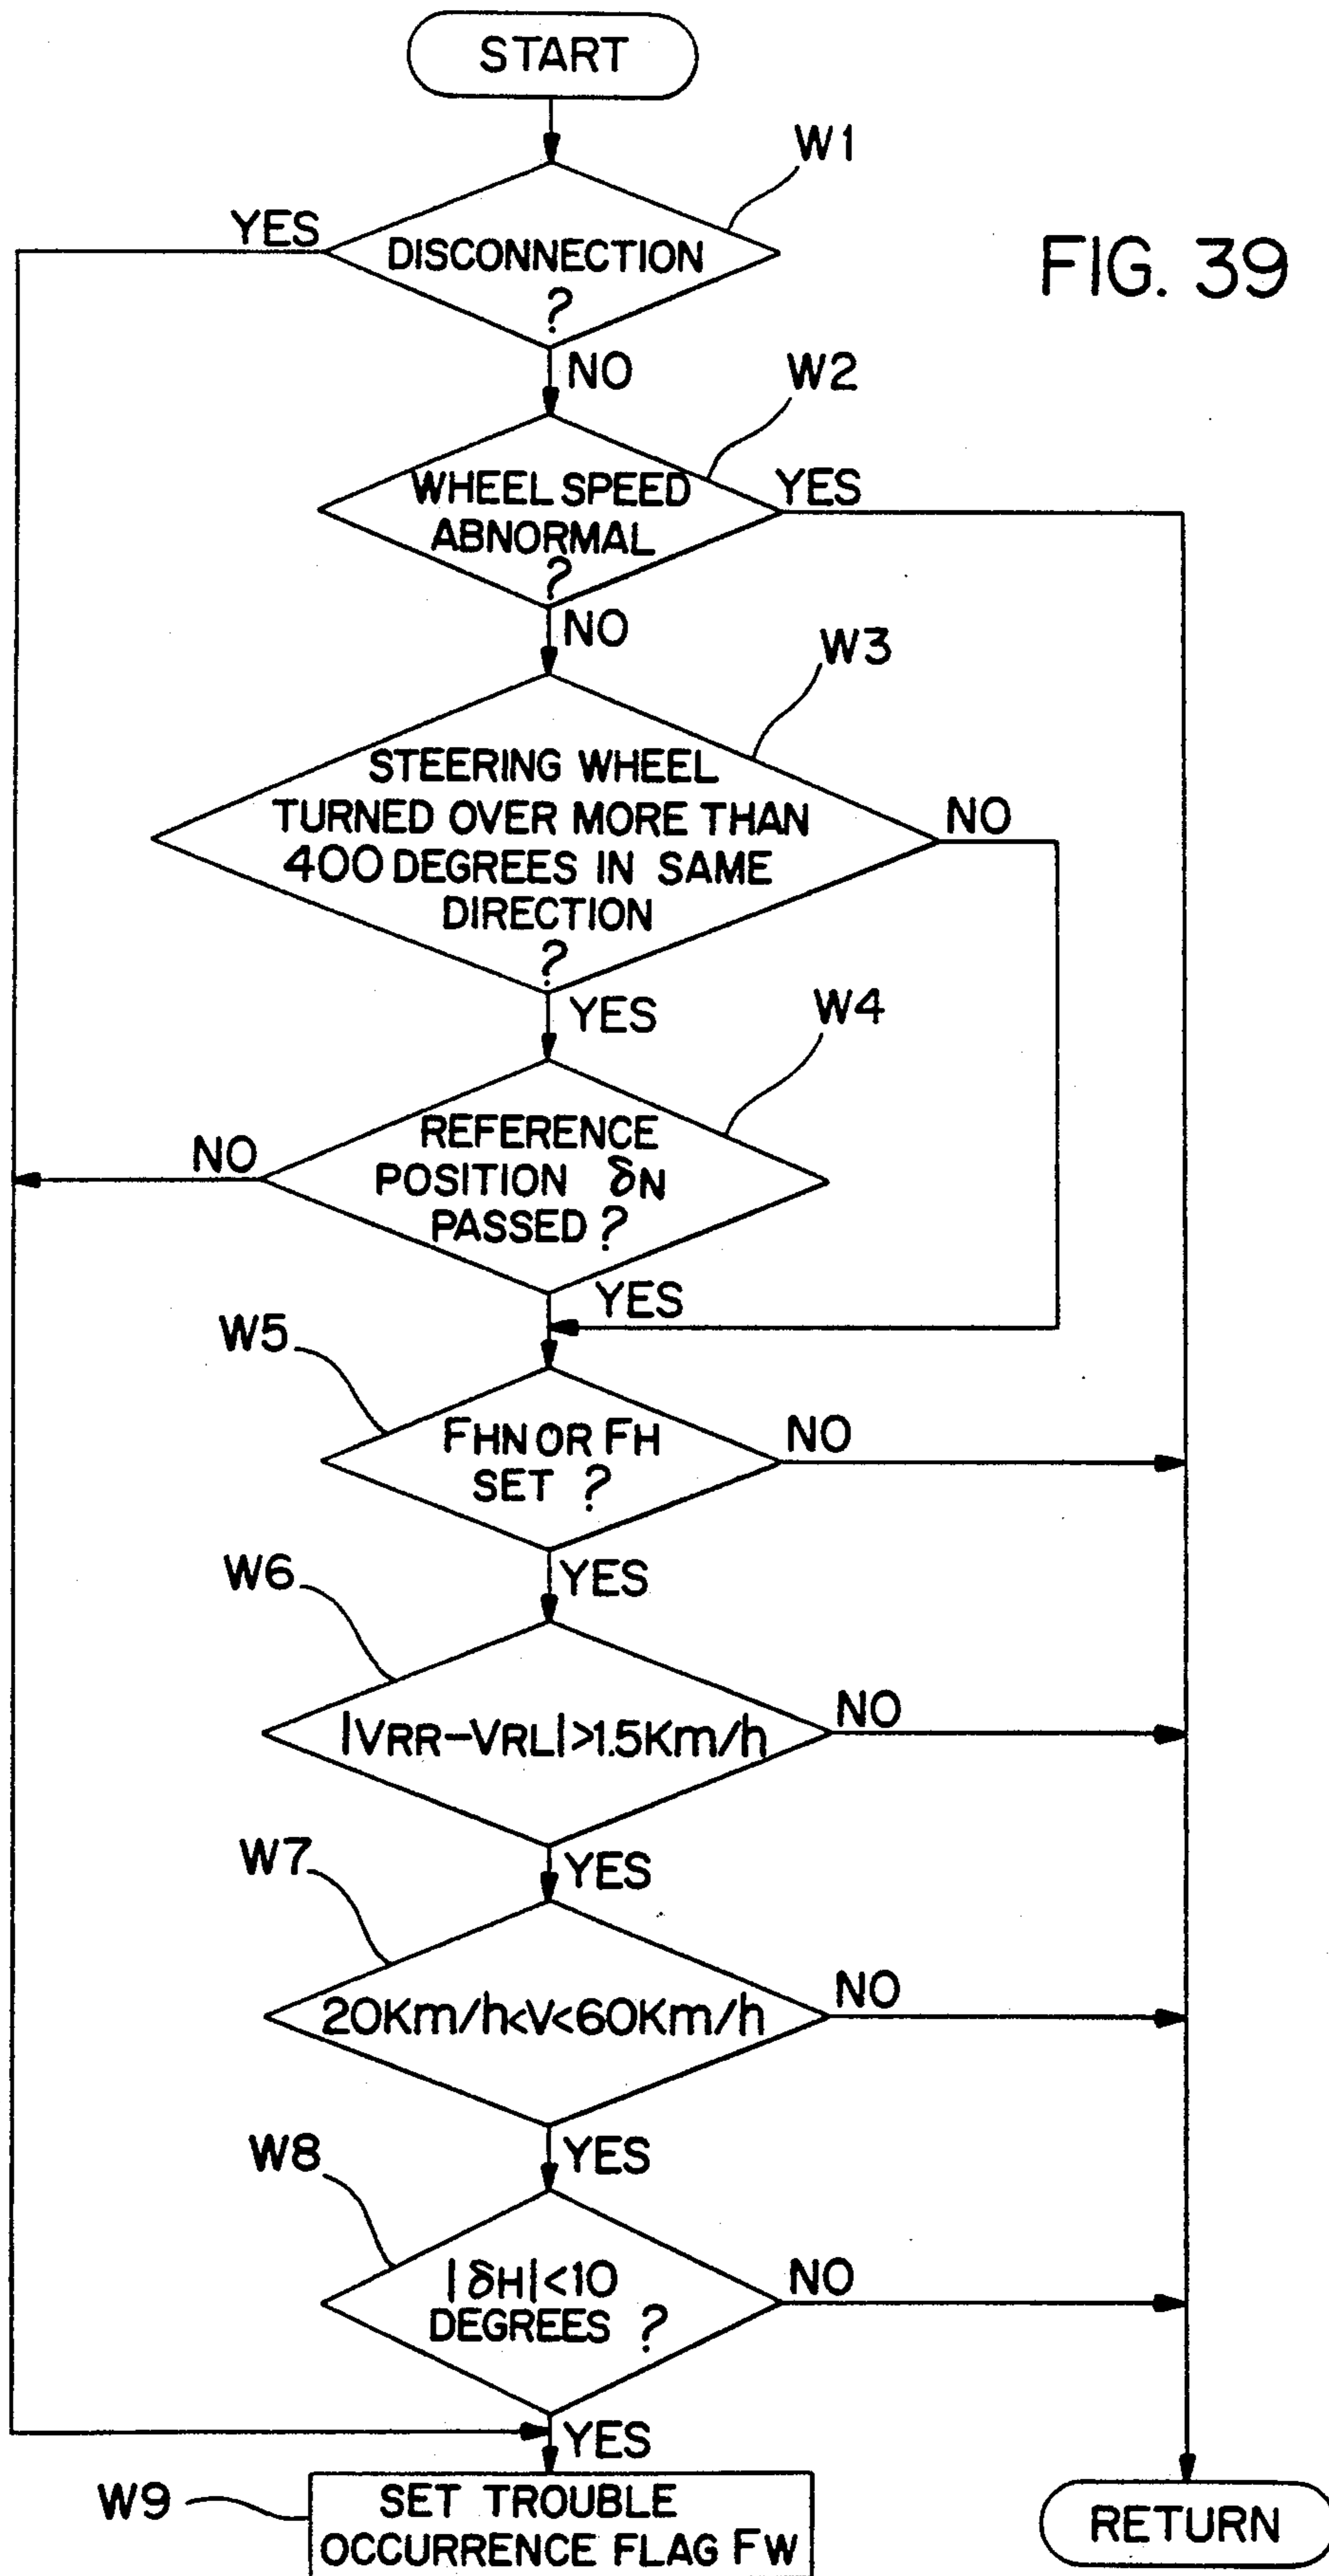 START
W1
YES
DISCONNECTION
?
FIG. 39
NO
W2
WHEEL SPEED
ABNORMAL
?
YES
NO
W3
STEERING WHEEL
TURNED OVER MORE THAN
400 DEGREES IN SAME
DIRECTION
?
NO
YES
W4
REFERENCE
POSITION δN
PASSED ?
NO
YES
W5
FHN OR FH
SET ?
NO
YES
W6
|VRR-VRL|>1.5Km/h
NO
YES
W7
20Km/h<V<60Km/h
NO
YES
W8
|δH|<10
DEGREES ?
NO
YES
W9
SET TROUBLE
OCCURRENCE FLAG FW
RETURN